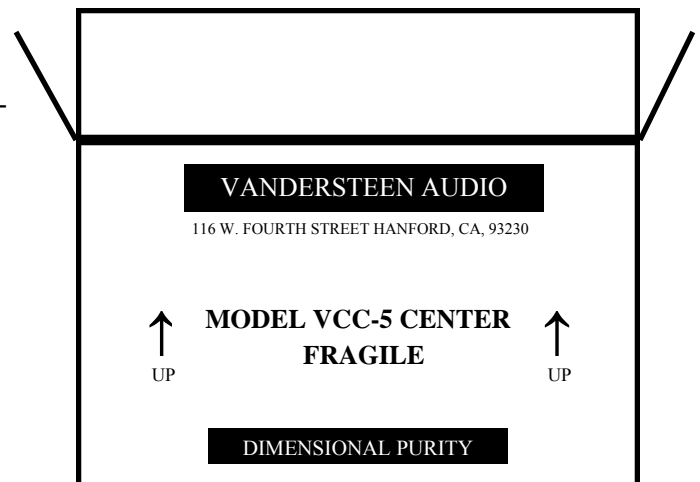 VANDERSTEEN AUDIO
116 W. FOURTH STREET HANFORD, CA, 93230
MODEL VCC-5 CENTER
FRAGILE
UP
UP
DIMENSIONAL PURITY